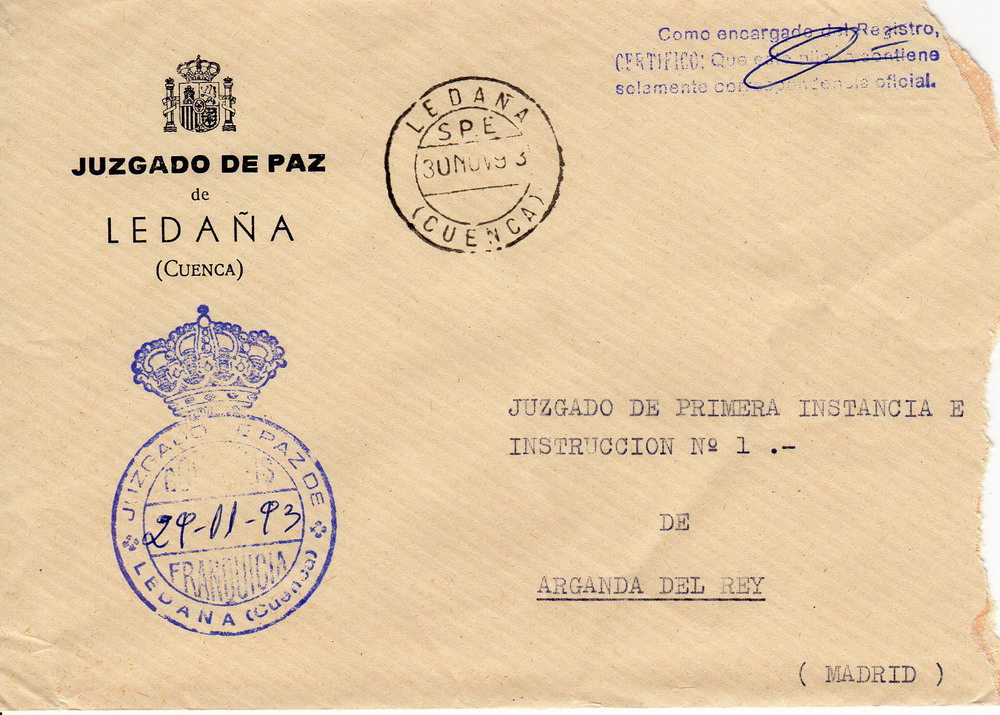 Como encargado del Registro,
CERTIFICO: Que este pliego contiene
solamente correspondencia oficial.
JUZGADO DE PAZ
de
LEDAÑA
(CUENCA)
LEDAÑA
S.P.E
30 NOV 93
(CUENCA)
JUZGADO DE PAZ DE
29-11-93
FRANQUICIA
LEDAÑA (Cuenca)
JUZGADO DE PRIMERA INSTANCIA E
INSTRUCCION Nº 1 .-
DE
ARGANDA DEL REY
( MADRID )